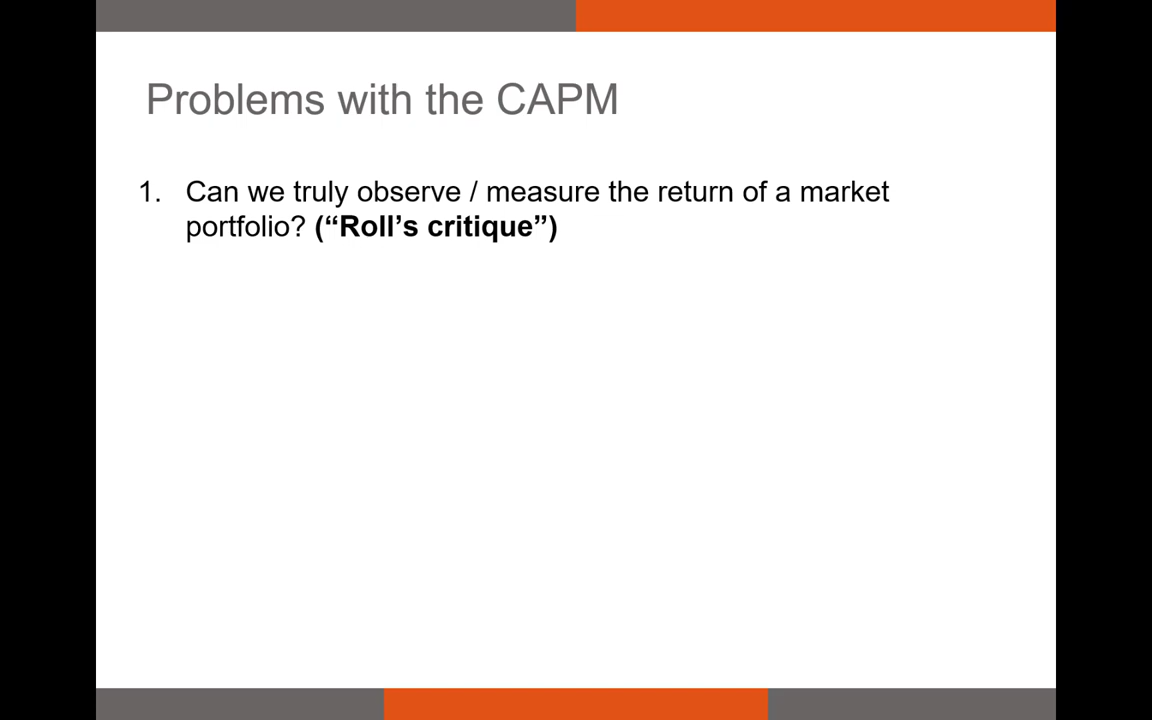 Problems with the CAPM
1. Can we truly observe / measure the return of a market
portfolio? (“Roll’s critique”)